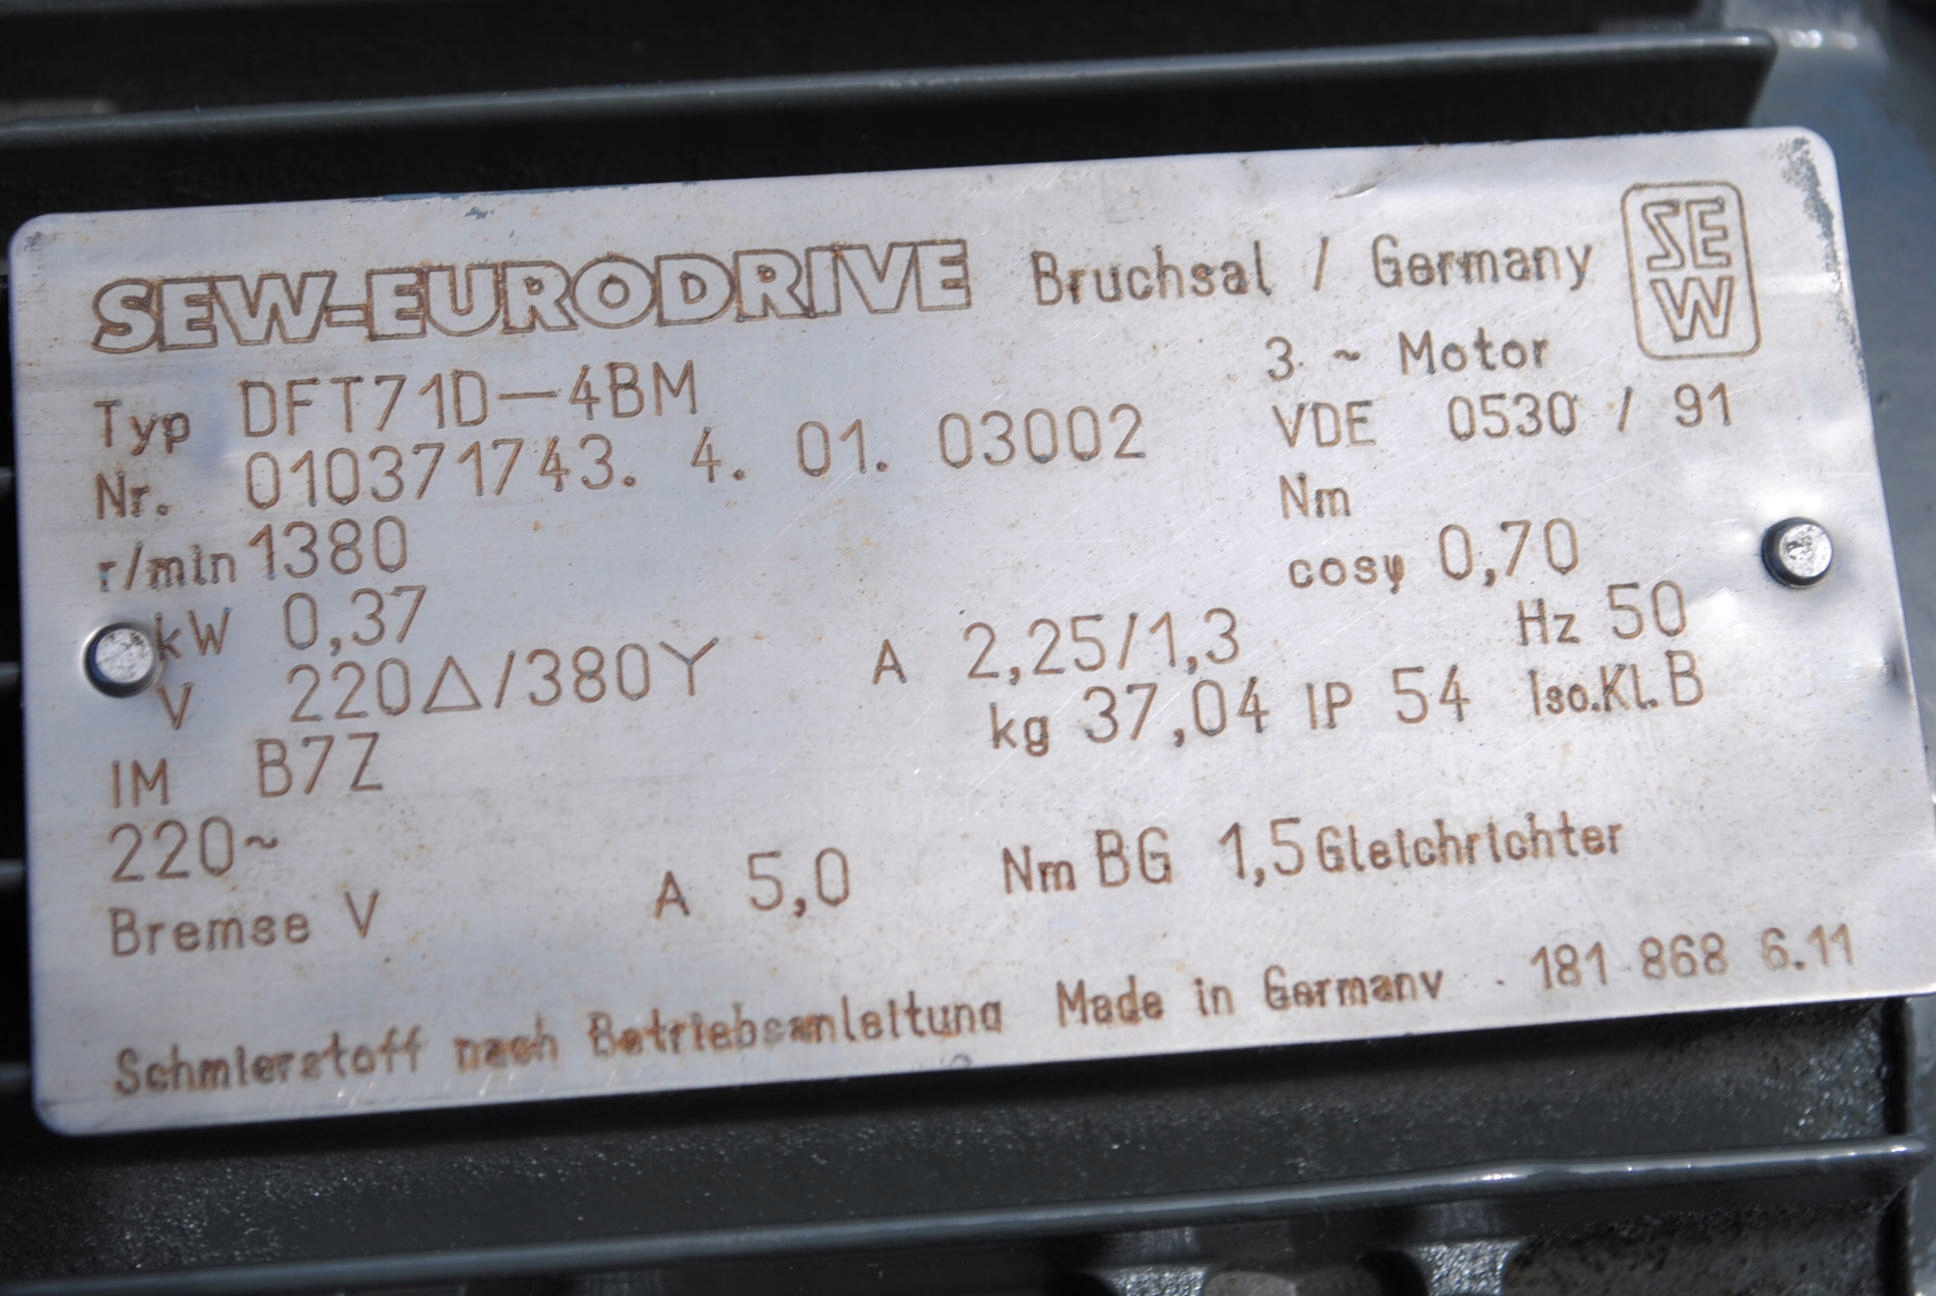 SEW-EURODRIVE Bruchsal / Germany SEW
Typ DFT71D-4BM 3 ~ Motor
Nr. 010371743. 4. 01. 03002 VDE 0530 / 91
r/min 1380 Nm
kW 0,37 cosφ 0,70
V 220△/380Y A 2,25/1,3 Hz 50
IM B7Z kg 37,04 IP 54 Iso.Kl. B
220~
Bremse V A 5,0 Nm BG 1,5 Gleichrichter
Schmierstoff nach Betriebsanleitung Made in Germany 181 868 6.11